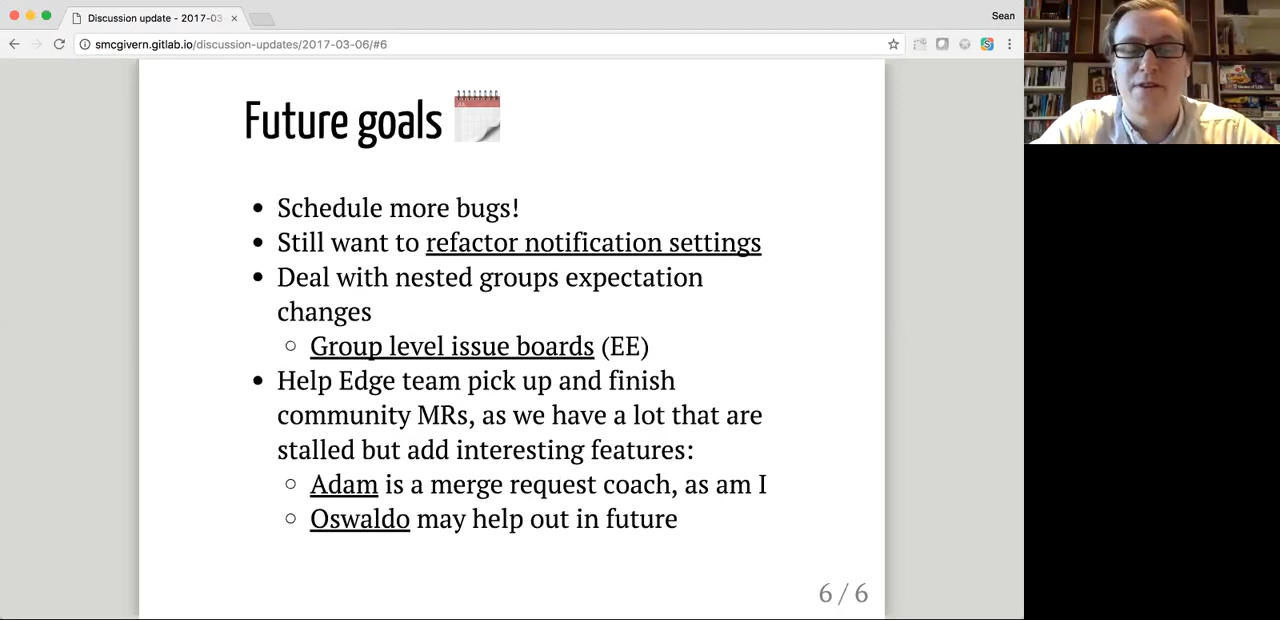 Discussion update - 2017-03
Sean
smcgivern.gitlab.io/discussion-updates/2017-03-06/#6
Future goals
• Schedule more bugs!
• Still want to refactor notification settings
• Deal with nested groups expectation
changes
○ Group level issue boards (EE)
• Help Edge team pick up and finish
community MRs, as we have a lot that are
stalled but add interesting features:
○ Adam is a merge request coach, as am I
○ Oswaldo may help out in future
6 / 6